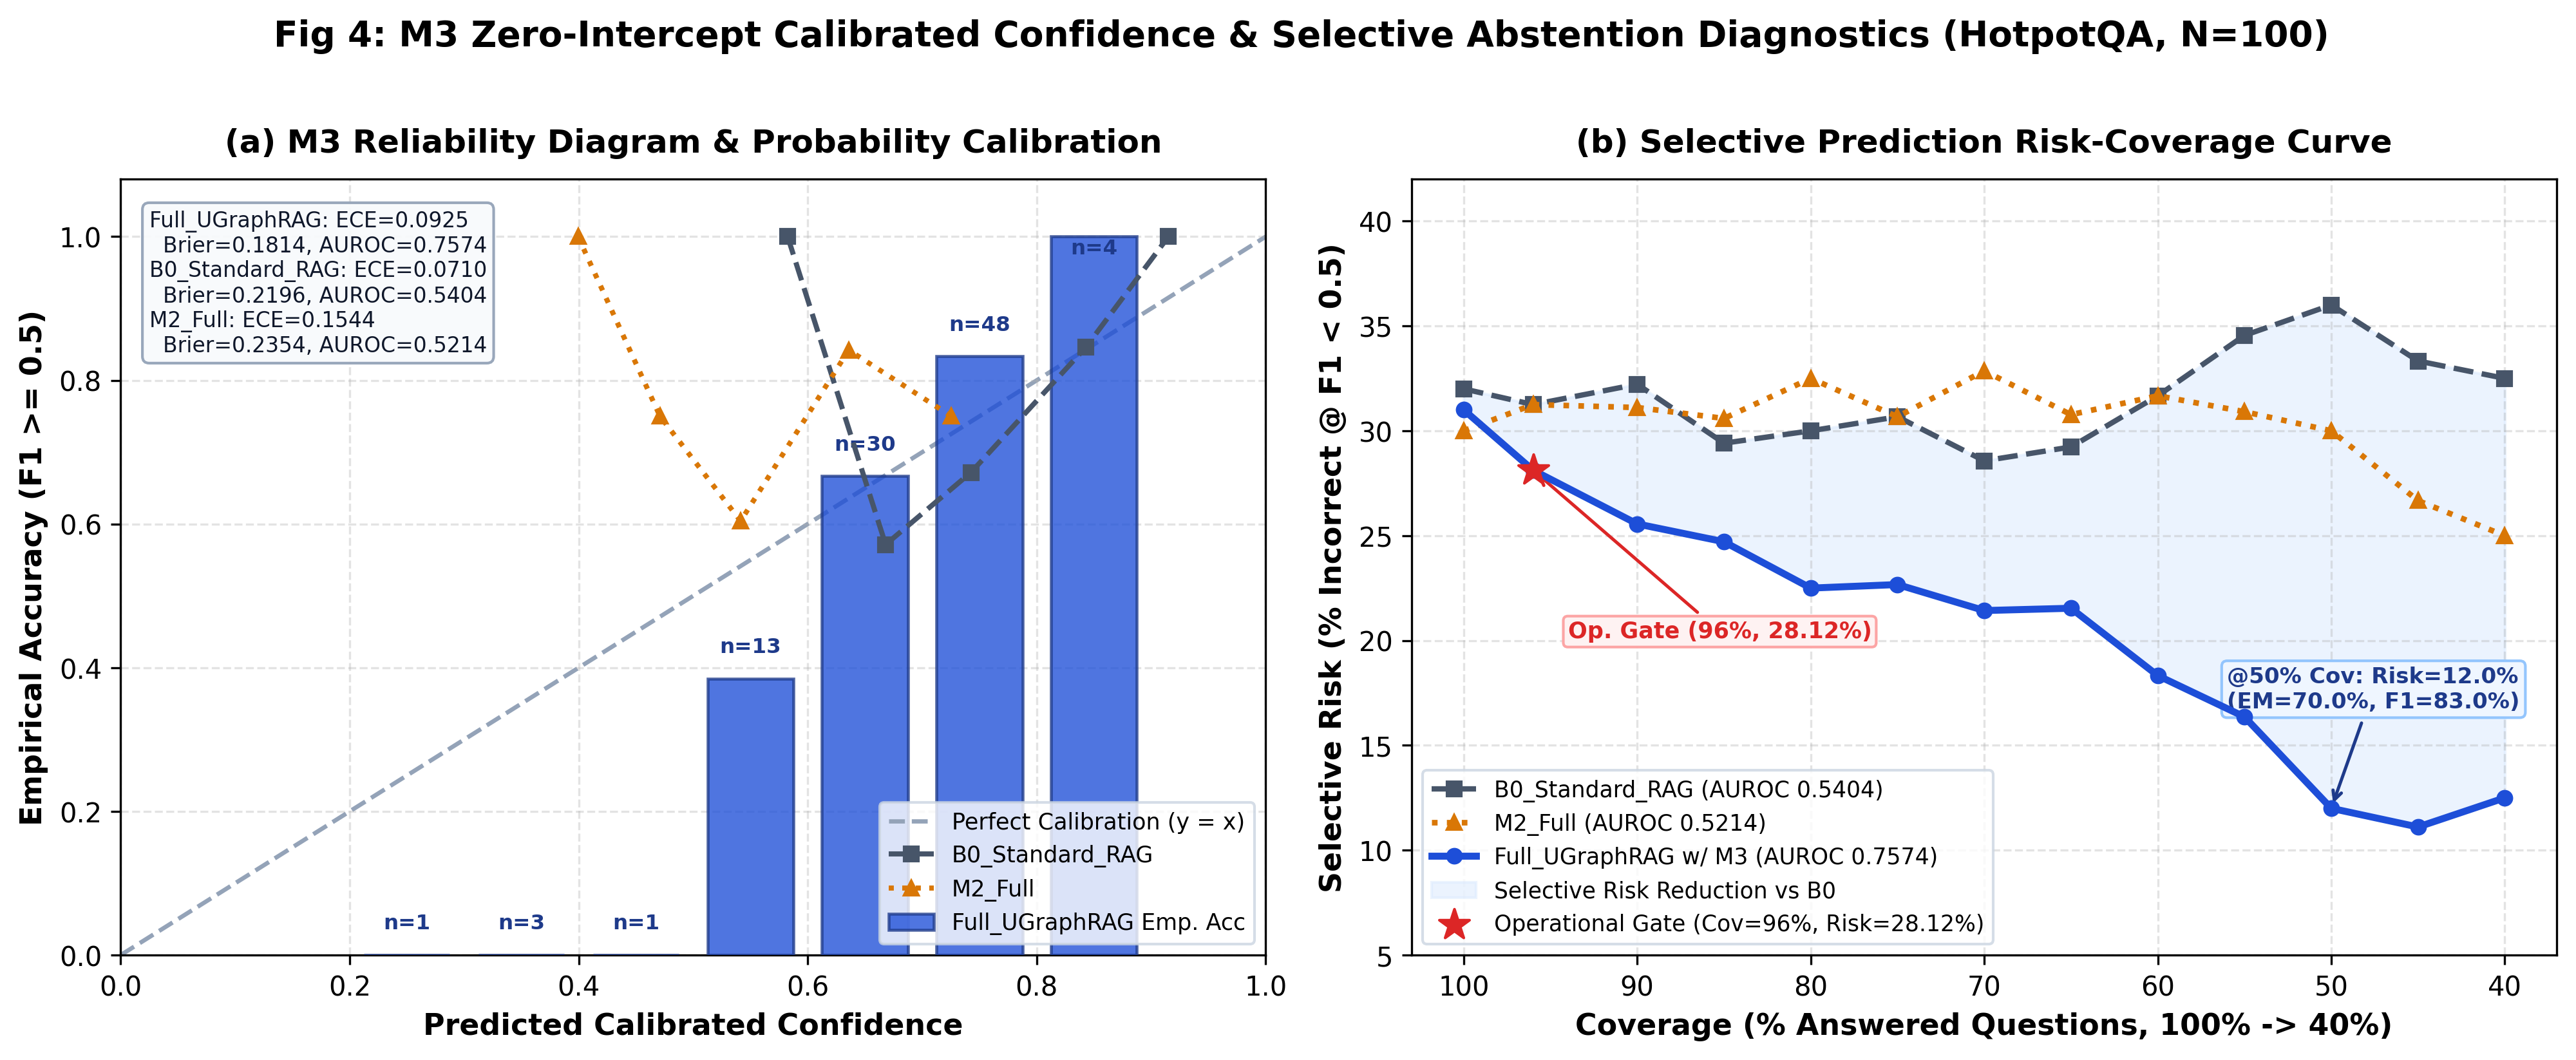 Fig 4: M3 Zero-Intercept Calibrated Confidence & Selective Abstention Diagnostics (HotpotQA, N=100)
(a) M3 Reliability Diagram & Probability Calibration
Empirical Accuracy (F1 >= 0.5)
1.0
0.8
0.6
0.4
0.2
0.0
Full_UGraphRAG: ECE=0.0925
Brier=0.1814, AUROC=0.7574
B0_Standard_RAG: ECE=0.0710
Brier=0.2196, AUROC=0.5404
M2_Full: ECE=0.1544
Brier=0.2354, AUROC=0.5214
n=1
n=3
n=1
n=13
n=30
n=48
n=4
Perfect Calibration (y = x)
B0_Standard_RAG
M2_Full
Full_UGraphRAG Emp. Acc
0.0
0.2
0.4
0.6
0.8
1.0
Predicted Calibrated Confidence
(b) Selective Prediction Risk-Coverage Curve
Selective Risk (% Incorrect @ F1 < 0.5)
40
35
30
25
20
15
10
5
Op. Gate (96%, 28.12%)
@50% Cov: Risk=12.0%
(EM=70.0%, F1=83.0%)
B0_Standard_RAG (AUROC 0.5404)
M2_Full (AUROC 0.5214)
Full_UGraphRAG w/ M3 (AUROC 0.7574)
Selective Risk Reduction vs B0
Operational Gate (Cov=96%, Risk=28.12%)
100
90
80
70
60
50
40
Coverage (% Answered Questions, 100% -> 40%)